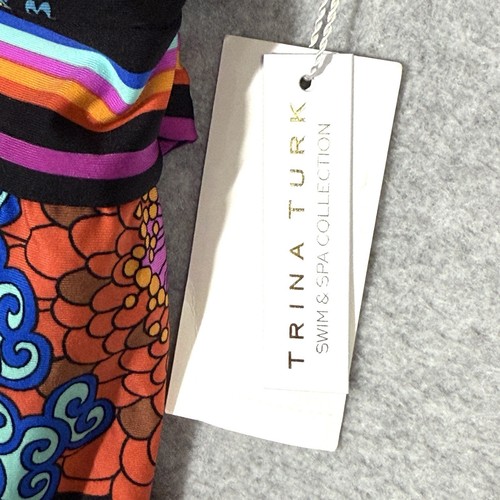 TRINA TURK
SWIM & SPA COLLECTION